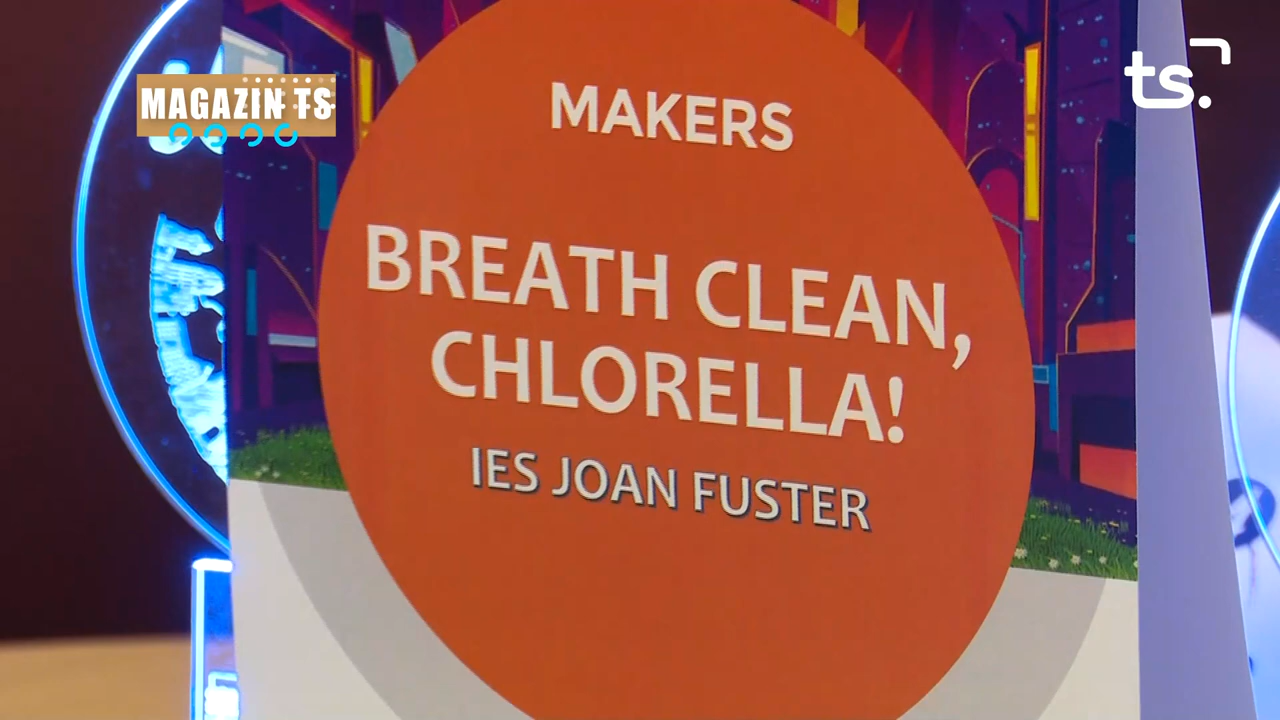 MAGAZIN TS
ts.
MAKERS
BREATH CLEAN,
CHLORELLA!
IES JOAN FUSTER